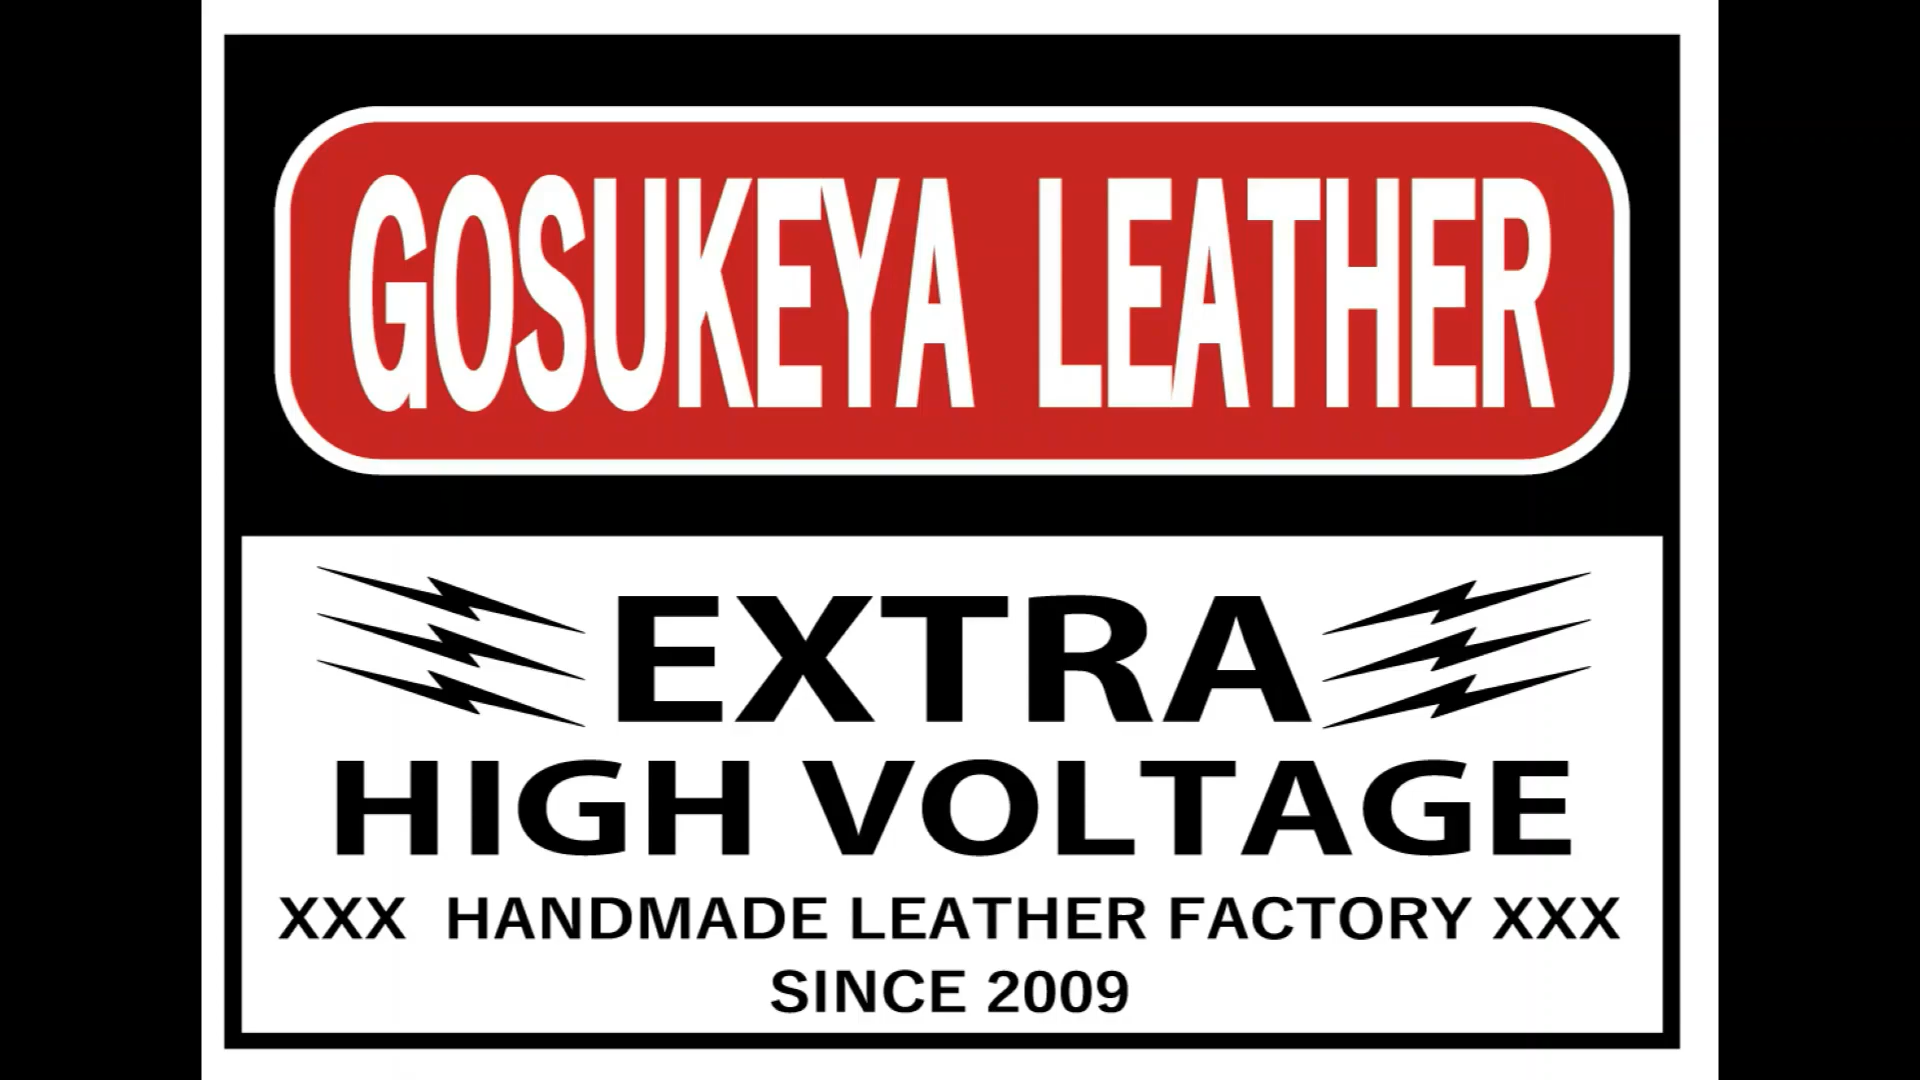 GOSUKEYA LEATHER
EXTRA
HIGH VOLTAGE
XXX HANDMADE LEATHER FACTORY XXX
SINCE 2009